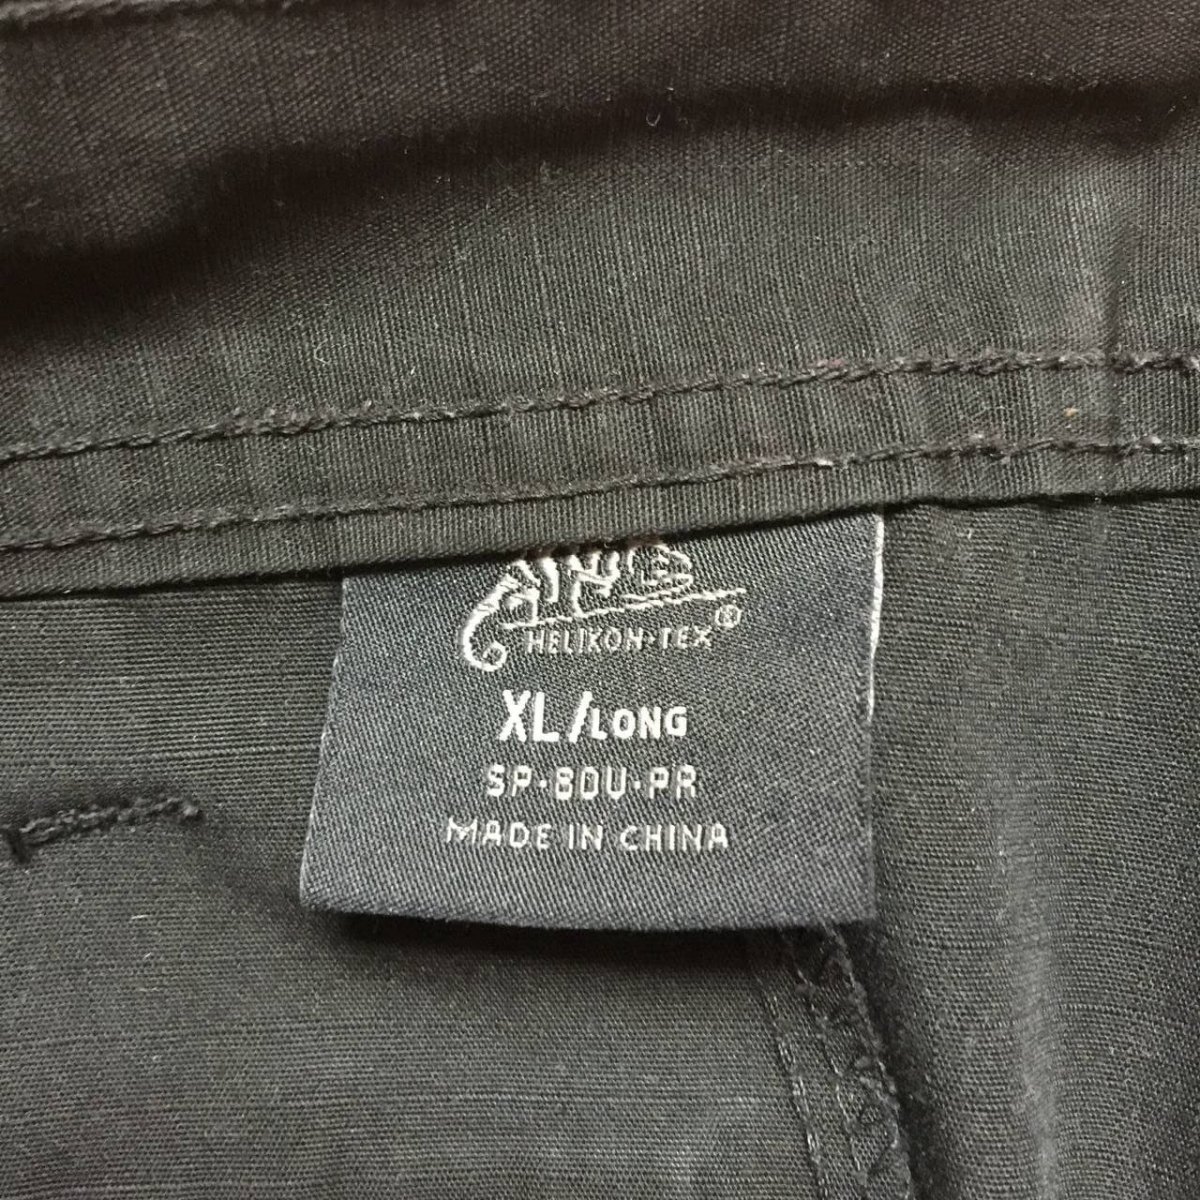 HELIKON·TEX®
XL/LONG
SP·BDU·PR
MADE IN CHINA